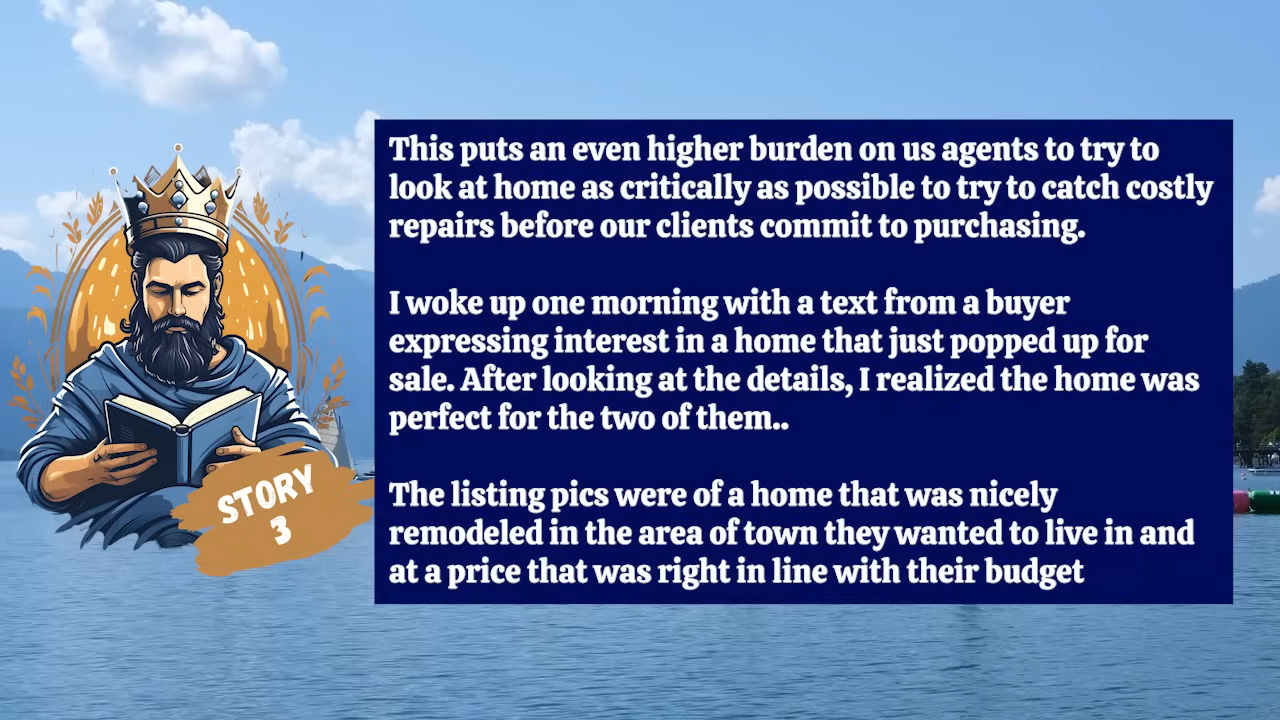 This puts an even higher burden on us agents to try to
look at home as critically as possible to try to catch costly
repairs before our clients commit to purchasing.
I woke up one morning with a text from a buyer
expressing interest in a home that just popped up for
sale. After looking at the details, I realized the home was
perfect for the two of them..
The listing pics were of a home that was nicely
remodeled in the area of town they wanted to live in and
at a price that was right in line with their budget
STORY
3